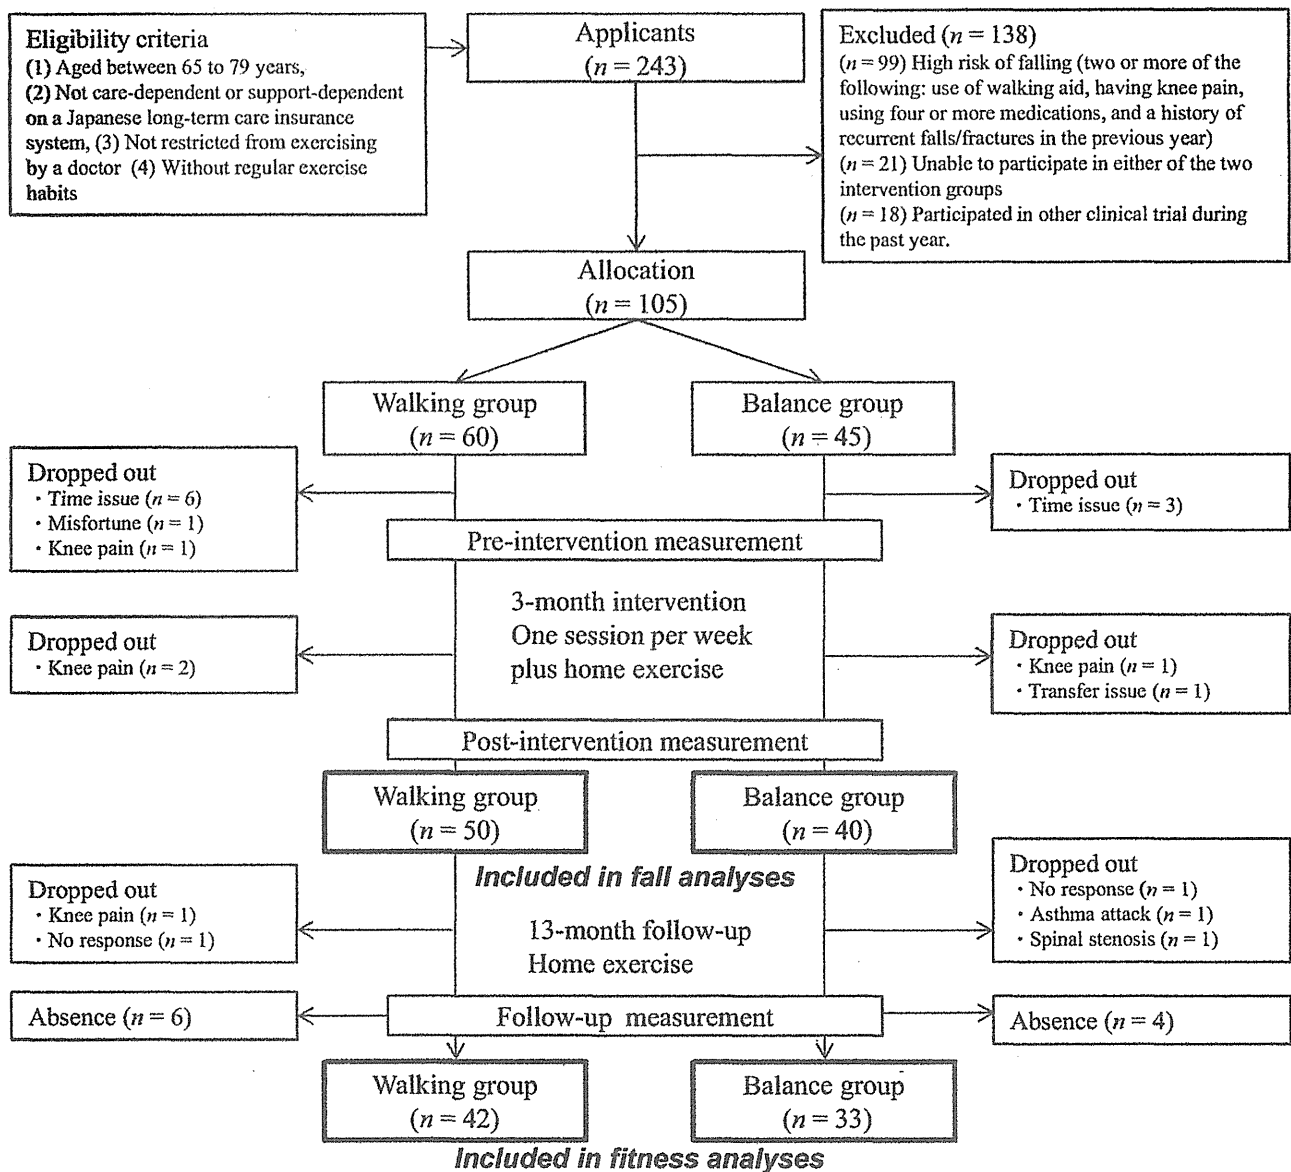 Eligibility criteria
(1) Aged between 65 to 79 years,
(2) Not care-dependent or support-dependent
on a Japanese long-term care insurance
system, (3) Not restricted from exercising
by a doctor (4) Without regular exercise
habits
Applicants
(n = 243)
Excluded (n = 138)
(n = 99) High risk of falling (two or more of the
following: use of walking aid, having knee pain,
using four or more medications, and a history of
recurrent falls/fractures in the previous year)
(n = 21) Unable to participate in either of the two
intervention groups
(n = 18) Participated in other clinical trial during
the past year.
Allocation
(n = 105)
Walking group
(n = 60)
Balance group
(n = 45)
Dropped out
・Time issue (n = 6)
・Misfortune (n = 1)
・Knee pain (n = 1)
Dropped out
・Time issue (n = 3)
Pre-intervention measurement
3-month intervention
One session per week
plus home exercise
Dropped out
・Knee pain (n = 2)
Dropped out
・Knee pain (n = 1)
・Transfer issue (n = 1)
Post-intervention measurement
Walking group
(n = 50)
Balance group
(n = 40)
Included in fall analyses
Dropped out
・Knee pain (n = 1)
・No response (n = 1)
13-month follow-up
Home exercise
Dropped out
・No response (n = 1)
・Asthma attack (n = 1)
・Spinal stenosis (n = 1)
Absence (n = 6)
Follow-up measurement
Absence (n = 4)
Walking group
(n = 42)
Balance group
(n = 33)
Included in fitness analyses